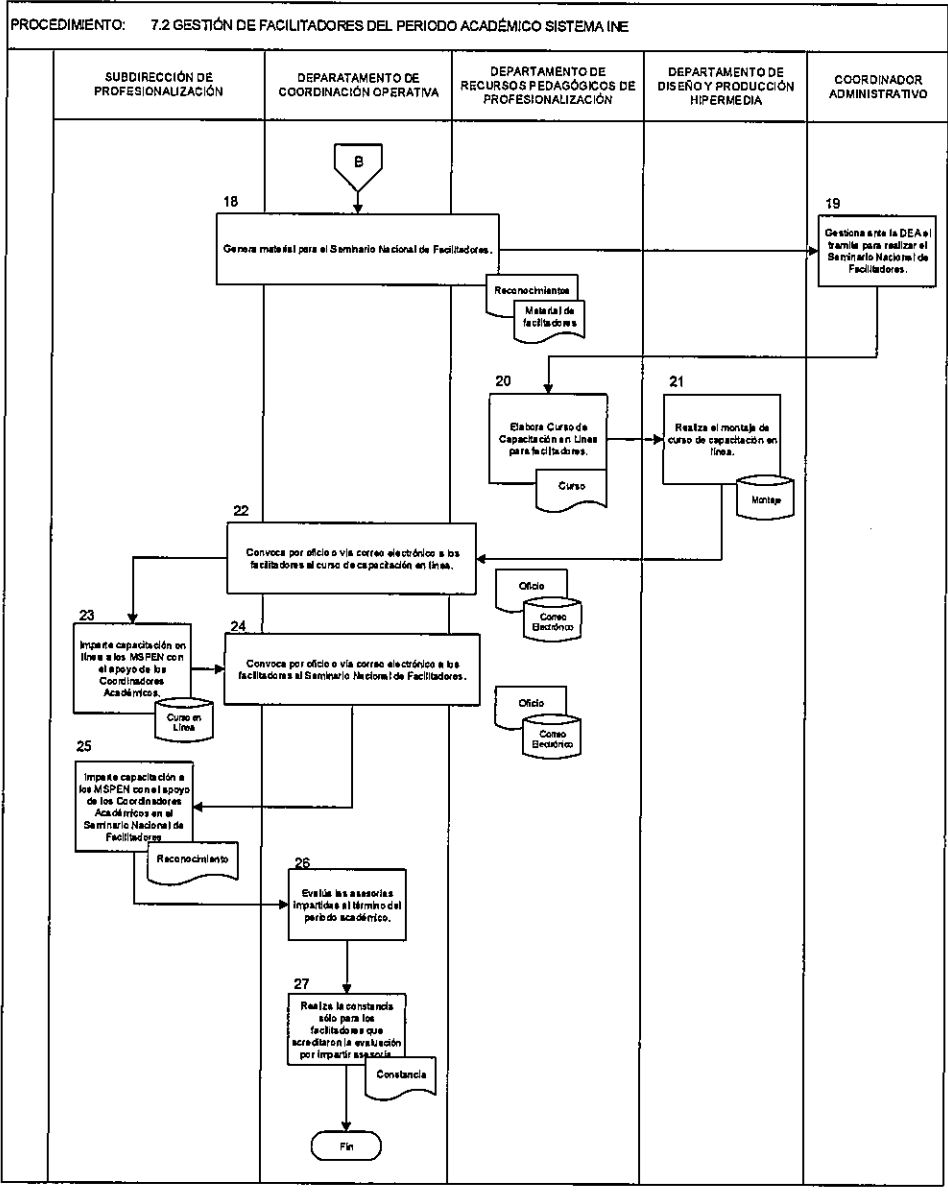 PROCEDIMIENTO: 7.2 GESTIÓN DE FACILITADORES DEL PERIODO ACADÉMICO SISTEMA INE
SUBDIRECCIÓN DE
PROFESIONALIZACIÓN
DEPARATAMENTO DE
COORDINACIÓN OPERATIVA
DEPARTAMENTO DE
RECURSOS PEDAGÓGICOS DE
PROFESIONALIZACIÓN
DEPARTAMENTO DE
DISEÑO Y PRODUCCIÓN
HIPERMEDIA
COORDINADOR
ADMINISTRATIVO
B
18
Genera material para el Seminario Nacional de Facilitadores.
Reconocimientos
Material de
facilitadores
19
Gestiona ante la DEA el
tramite para realizar el
Seminario Nacional de
Facilitadores.
20
Elabora Curso de
Capacitación en Línea
para facilitadores.
Curso
21
Realiza el montaje de
curso de capacitación en
línea.
Montaje
22
Convoca por oficio o vía correo electrónico a los
facilitadores al curso de capacitación en línea.
Oficio
Correo
Electrónico
23
Imparte capacitación en
línea a los MSPEN con
el apoyo de los
Coordinadores
Académicos.
Curso en
Línea
24
Convoca por oficio o vía correo electrónico a los
facilitadores al Seminario Nacional de Facilitadores.
Oficio
Correo
Electrónico
25
Imparte capacitación a
los MSPEN con el apoyo
de los Coordinadores
Académicos en el
Seminario Nacional de
Facilitadores
Reconocimiento
26
Evalúa las asesorías
impartidas al término del
periodo académico.
27
Realiza la constancia
sólo para los
facilitadores que
acreditaron la evaluación
por impartir asesoría.
Constancia
Fin